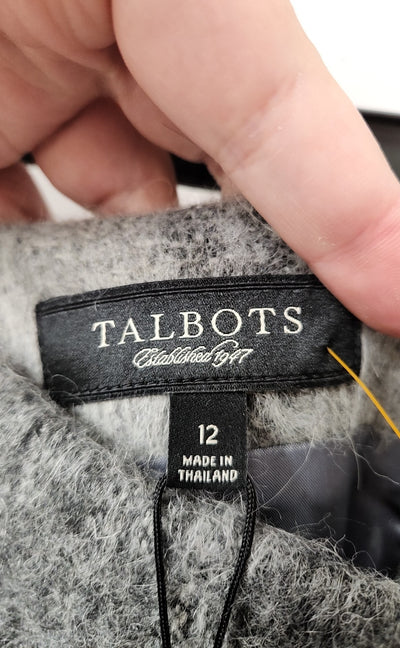 TALBOTS
Established 1947
12
MADE IN
THAILAND